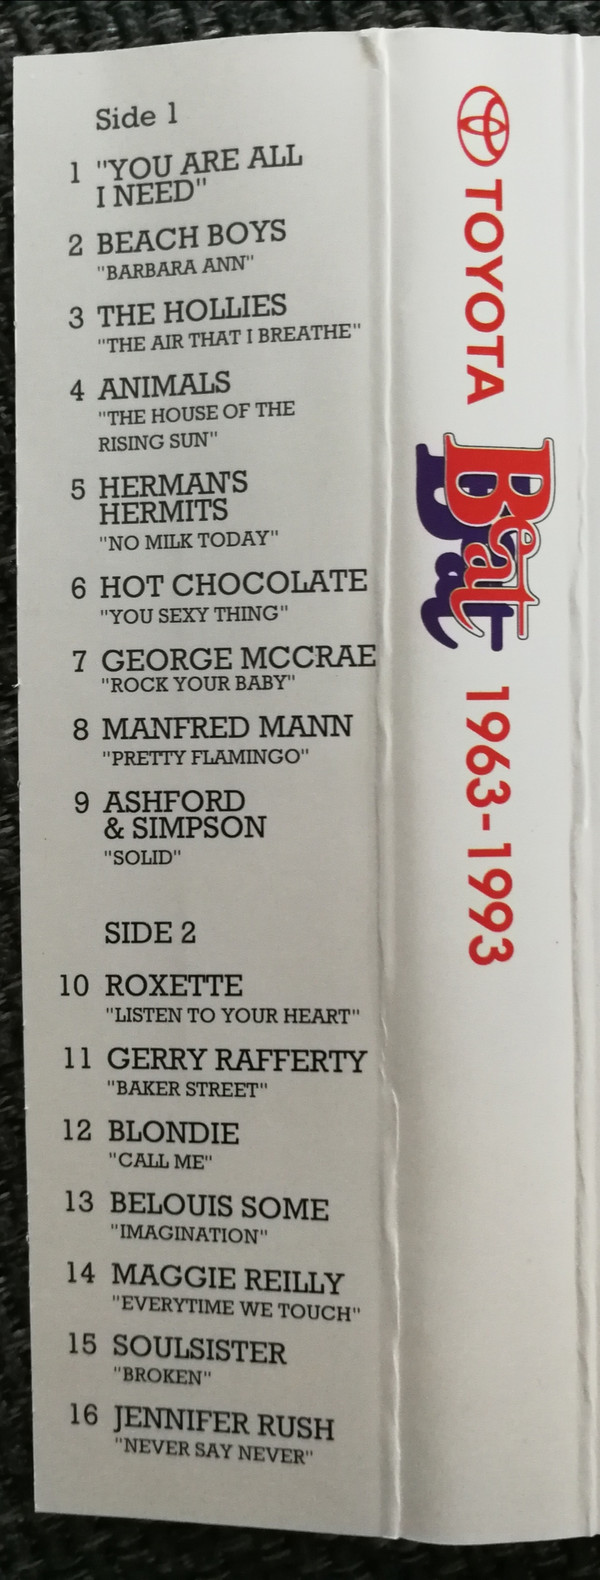 Side 1
1 "YOU ARE ALL
I NEED"
2 BEACH BOYS
"BARBARA ANN"
3 THE HOLLIES
"THE AIR THAT I BREATHE"
4 ANIMALS
"THE HOUSE OF THE
RISING SUN"
5 HERMAN'S
HERMITS
"NO MILK TODAY"
6 HOT CHOCOLATE
"YOU SEXY THING"
7 GEORGE MCCRAE
"ROCK YOUR BABY"
8 MANFRED MANN
"PRETTY FLAMINGO"
9 ASHFORD
& SIMPSON
"SOLID"
SIDE 2
10 ROXETTE
"LISTEN TO YOUR HEART"
11 GERRY RAFFERTY
"BAKER STREET"
12 BLONDIE
"CALL ME"
13 BELOUIS SOME
"IMAGINATION"
14 MAGGIE REILLY
"EVERYTIME WE TOUCH"
15 SOULSISTER
"BROKEN"
16 JENNIFER RUSH
"NEVER SAY NEVER"
TOYOTA Beat 1963-1993